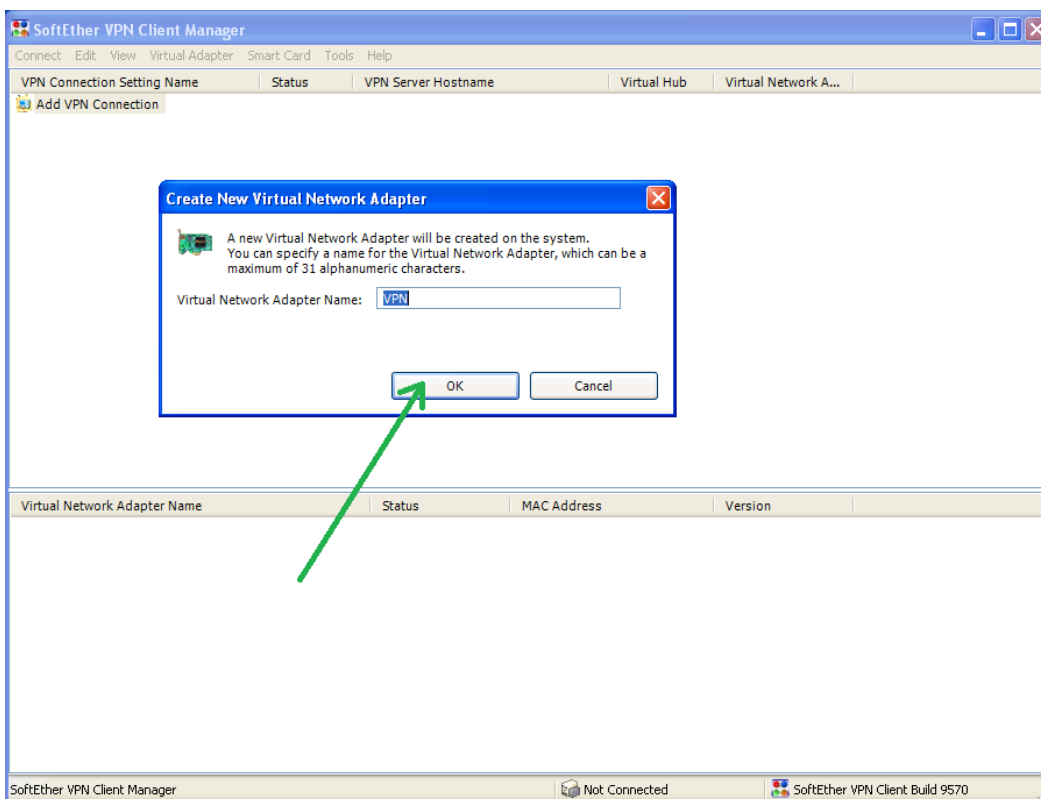 SoftEther VPN Client Manager
Connect Edit View Virtual Adapter Smart Card Tools Help
VPN Connection Setting Name Status VPN Server Hostname Virtual Hub Virtual Network A...
Add VPN Connection
Create New Virtual Network Adapter
A new Virtual Network Adapter will be created on the system.
You can specify a name for the Virtual Network Adapter, which can be a
maximum of 31 alphanumeric characters.
Virtual Network Adapter Name: VPN
OK Cancel
Virtual Network Adapter Name Status MAC Address Version
SoftEther VPN Client Manager Not Connected SoftEther VPN Client Build 9570